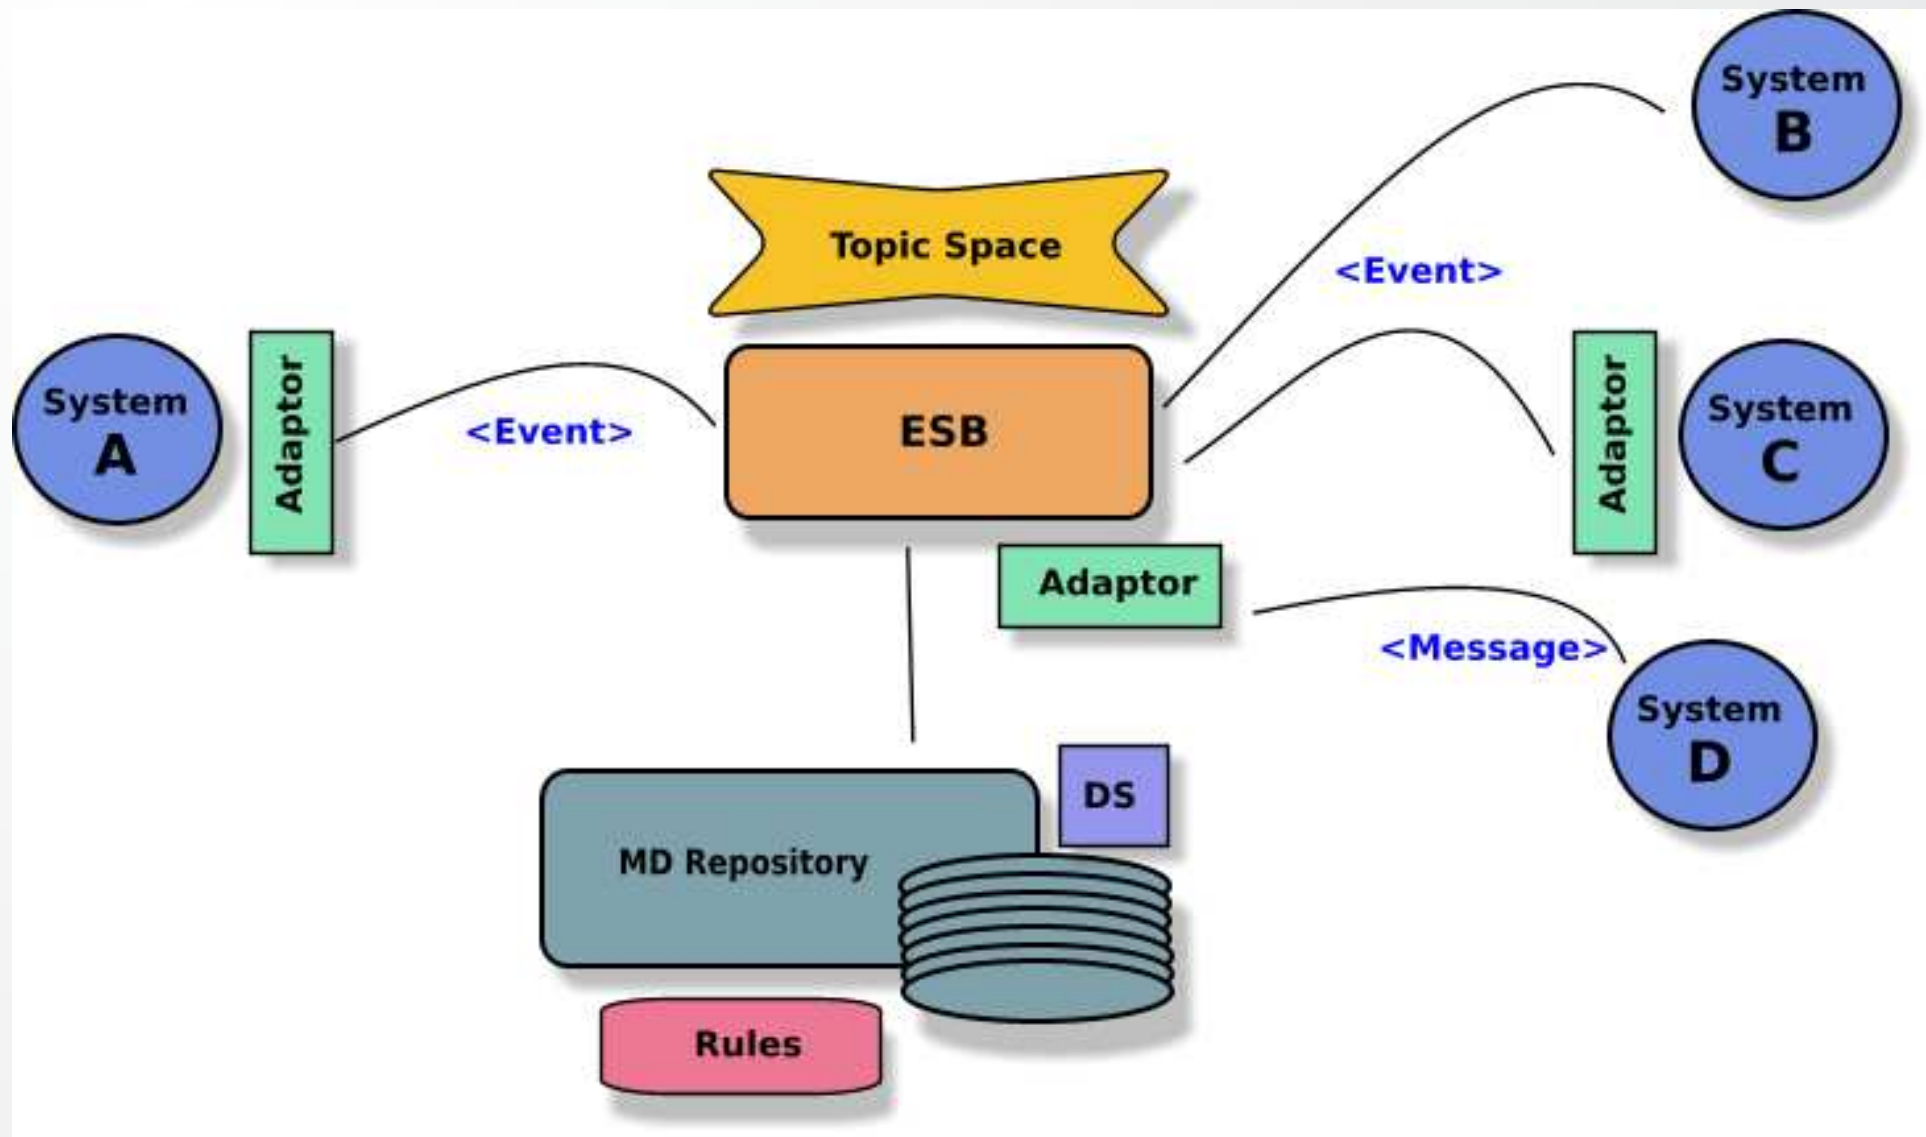 System
B
Topic Space
<Event>
System
A
Adaptor
<Event>
ESB
Adaptor
System
C
Adaptor
<Message>
System
D
DS
MD Repository
Rules